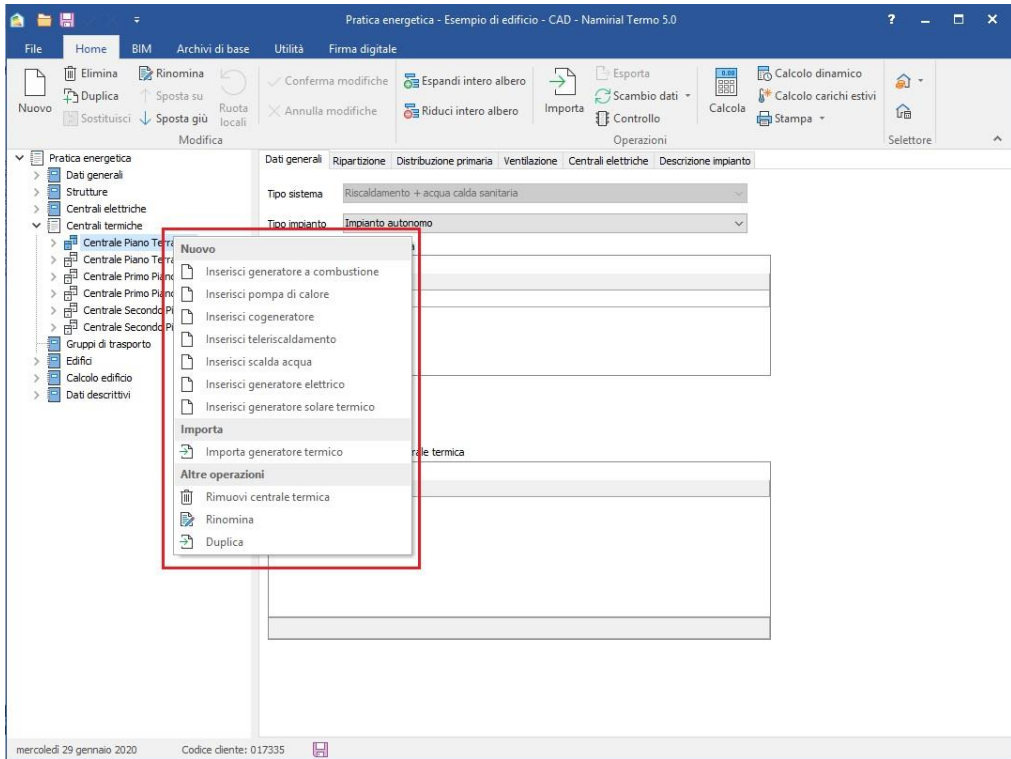 Pratica energetica - Esempio di edificio - CAD - Namirial Termo 5.0
File Home BIM Archivi di base Utilità Firma digitale
Nuovo
Elimina
Duplica
Sostituisci
Rinomina
Sposta su
Sposta giù
Ruota
locali
Modifica
Conferma modifiche
Annulla modifiche
Espandi intero albero
Riduci intero albero
Importa
Esporta
Scambio dati
Controllo
Operazioni
0.00
Calcola
Calcolo dinamico
Calcolo carichi estivi
Stampa
Selettore
Pratica energetica
Dati generali
Strutture
Centrali elettriche
Centrali termiche
Centrale Piano Terra
Centrale Piano Terra
Centrale Primo Piano
Centrale Primo Piano
Centrale Secondo Pi
Centrale Secondo Pi
Gruppi di trasporto
Edifici
Calcolo edificio
Dati descrittivi
Dati generali Ripartizione Distribuzione primaria Ventilazione Centrali elettriche Descrizione impianto
Tipo sistema Riscaldamento + acqua calda sanitaria
Tipo impianto Impianto autonomo
Nuovo
Inserisci generatore a combustione
Inserisci pompa di calore
Inserisci cogeneratore
Inserisci teleriscaldamento
Inserisci scalda acqua
Inserisci generatore elettrico
Inserisci generatore solare termico
Importa
Importa generatore termico
Altre operazioni
Rimuovi centrale termica
Rinomina
Duplica
rale termica
mercoledì 29 gennaio 2020 Codice cliente: 017335